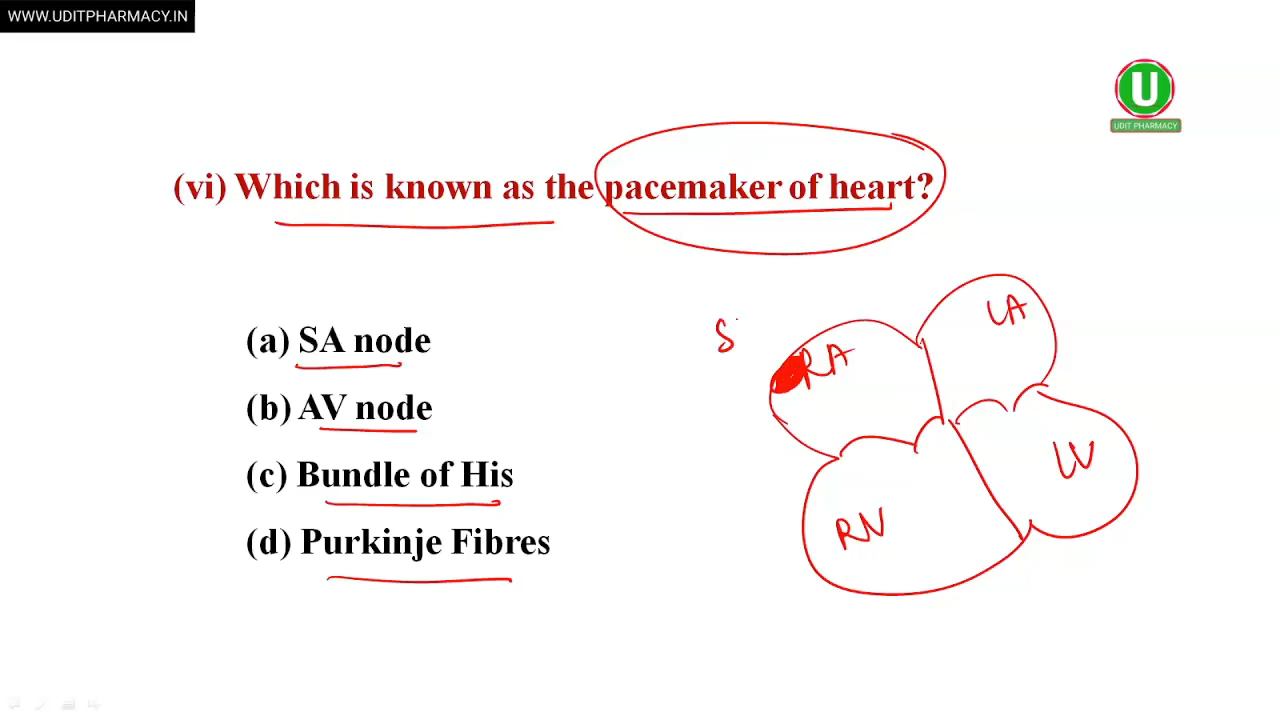 WWW.UDITPHARMACY.IN
U
UDIT PHARMACY
(vi) Which is known as the pacemaker of heart?
(a) SA node
(b) AV node
(c) Bundle of His
(d) Purkinje Fibres
S
RA
LA
RV
LV